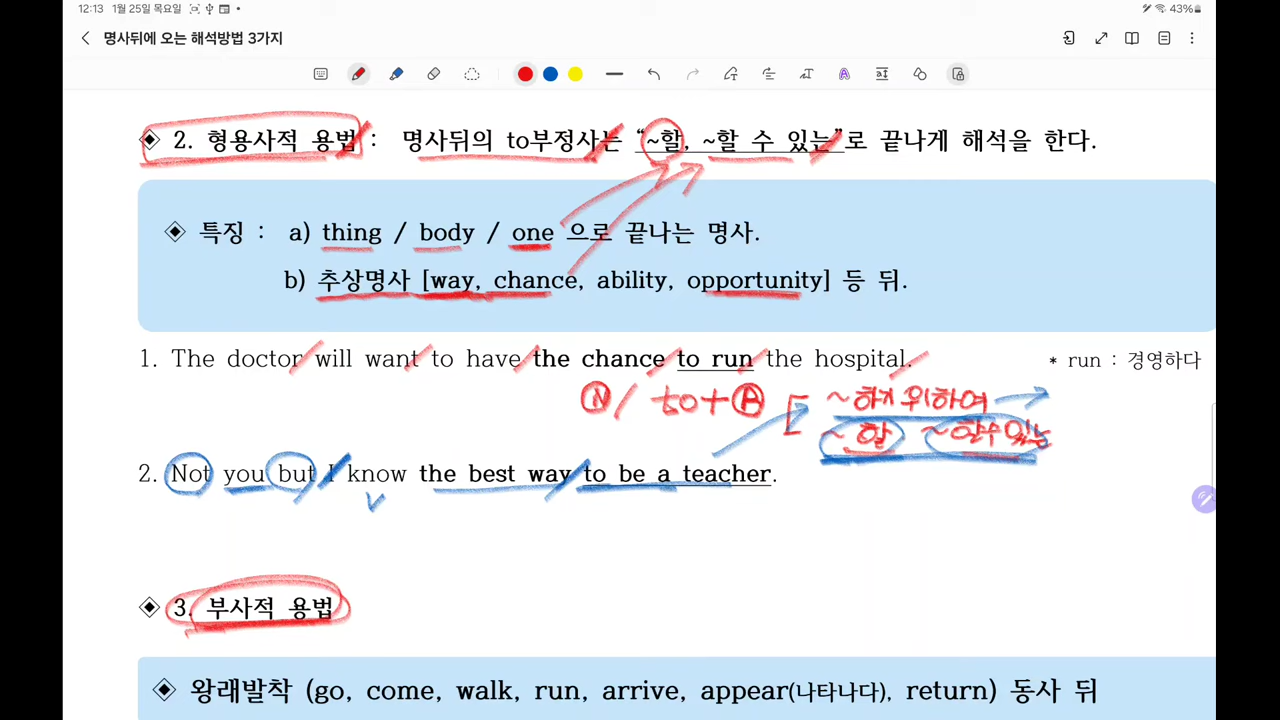 12:13 1월 25일 목요일 43%
명사뒤에 오는 해석방법 3가지
◈ 2. 형용사적 용법 : 명사뒤의 to부정사는 “~할, ~할 수 있는”로 끝나게 해석을 한다.
◈ 특징 : a) thing / body / one 으로 끝나는 명사.
b) 추상명사 [way, chance, ability, opportunity] 등 뒤.
1. The doctor will want to have the chance to run the hospital. * run : 경영하다
N / to+R [ ~하기 위하여
~할 ~할수 있는
2. Not you but I know the best way to be a teacher.
V
◈ 3. 부사적 용법
◈ 왕래발착 (go, come, walk, run, arrive, appear(나타나다), return) 동사 뒤